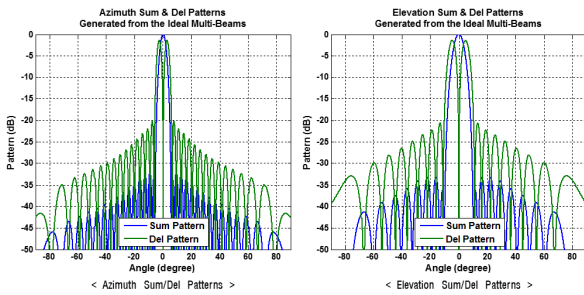 Azimuth Sum & Del Patterns
Generated from the Ideal Multi-Beams
Pattern (dB)
0
-5
-10
-15
-20
-25
-30
-35
-40
-45
-50
-80 -60 -40 -20 0 20 40 60 80
Sum Pattern
Del Pattern
Angle (degree)
< Azimuth Sum/Del Patterns >
Elevation Sum & Del Patterns
Generated from the Ideal Multi-Beams
Pattern (dB)
0
-5
-10
-15
-20
-25
-30
-35
-40
-45
-50
-80 -60 -40 -20 0 20 40 60 80
Sum Pattern
Del Pattern
Angle (degree)
< Elevation Sum/Del Patterns >